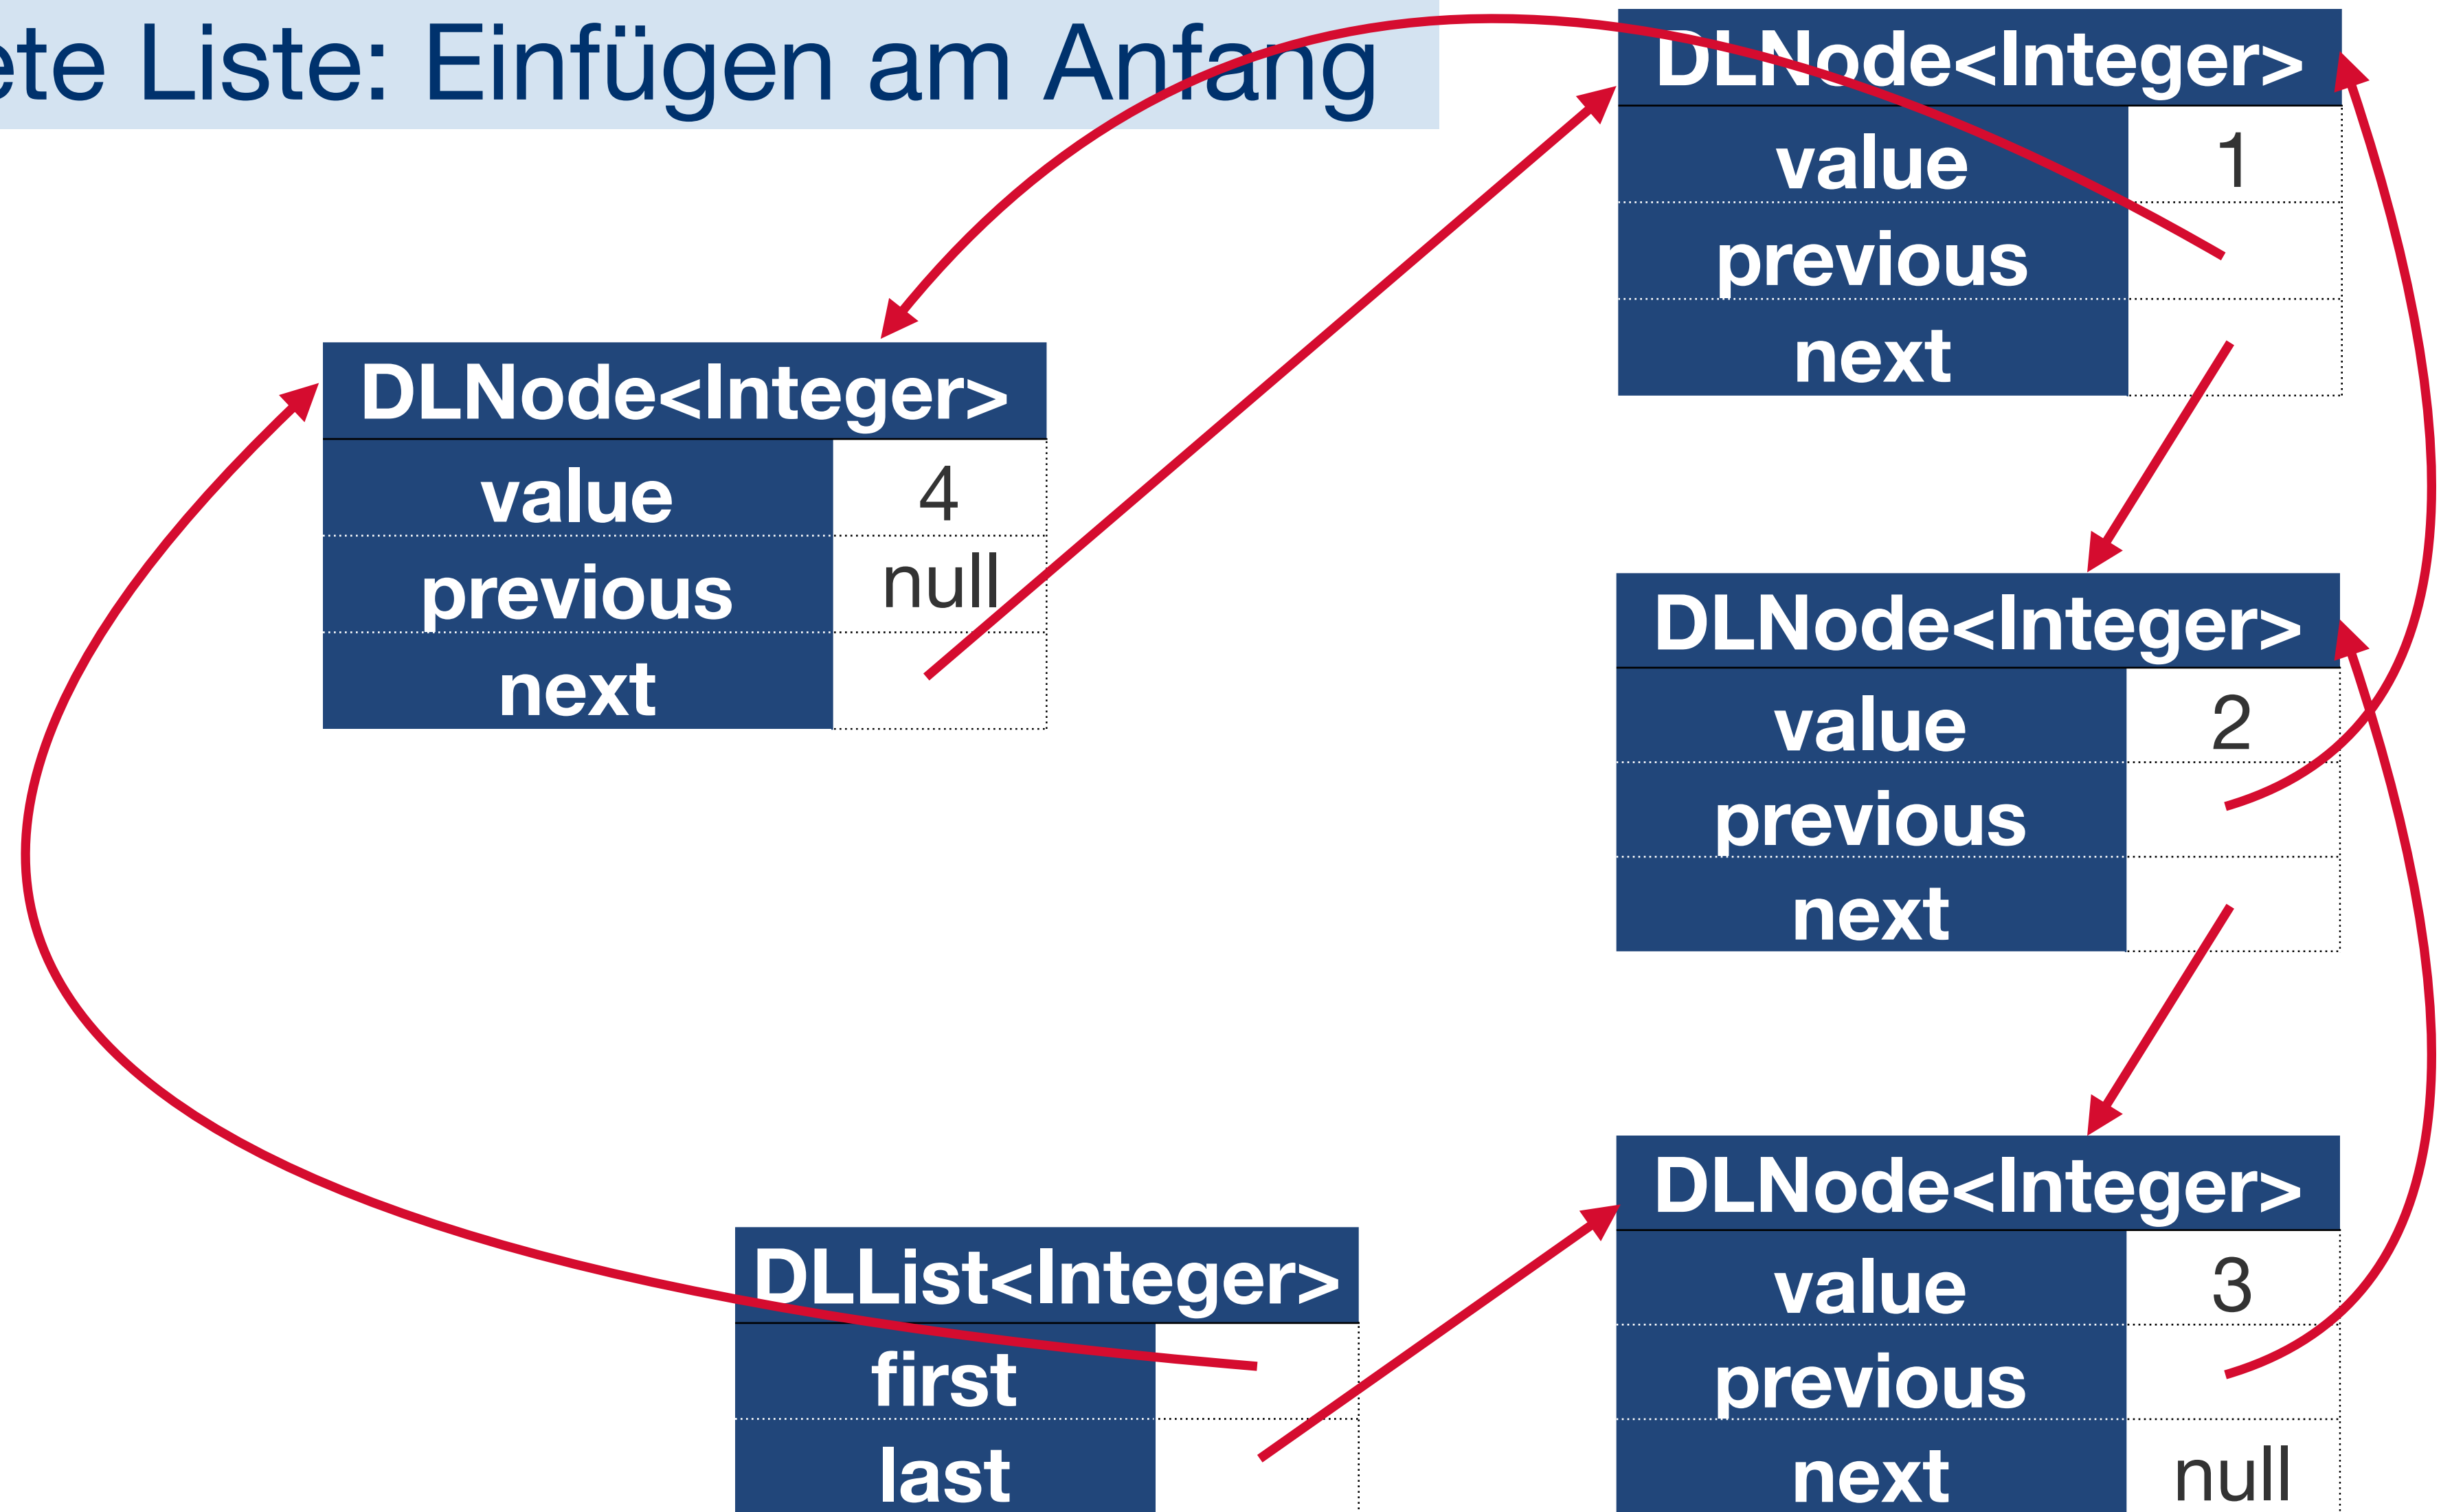 ete Liste: Einfügen am Anfang
DLNode<Integer>
value 1
previous
next
DLNode<Integer>
value 4
previous null
next
DLNode<Integer>
value 2
previous
next
DLList<Integer>
first
last
DLNode<Integer>
value 3
previous
next null